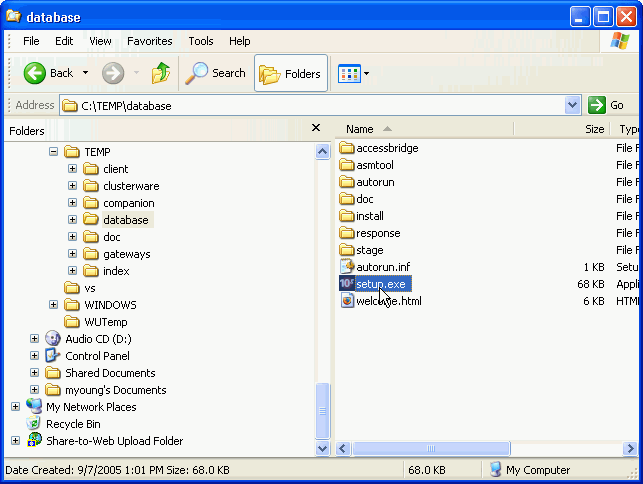 database
File Edit View Favorites Tools Help
Back Search Folders
Address C:\TEMP\database Go
Folders
Name Size Type
TEMP
client
clusterware
companion
database
doc
gateways
index
vs
WINDOWS
WUTemp
Audio CD (D:)
Control Panel
Shared Documents
myoung's Documents
My Network Places
Recycle Bin
Share-to-Web Upload Folder
accessbridge File F
asmtool File F
autorun File F
doc File F
install File F
response File F
stage File F
autorun.inf 1 KB Setu
setup.exe 68 KB Appli
welcome.html 6 KB HTM
Date Created: 9/7/2005 1:01 PM Size: 68.0 KB 68.0 KB My Computer